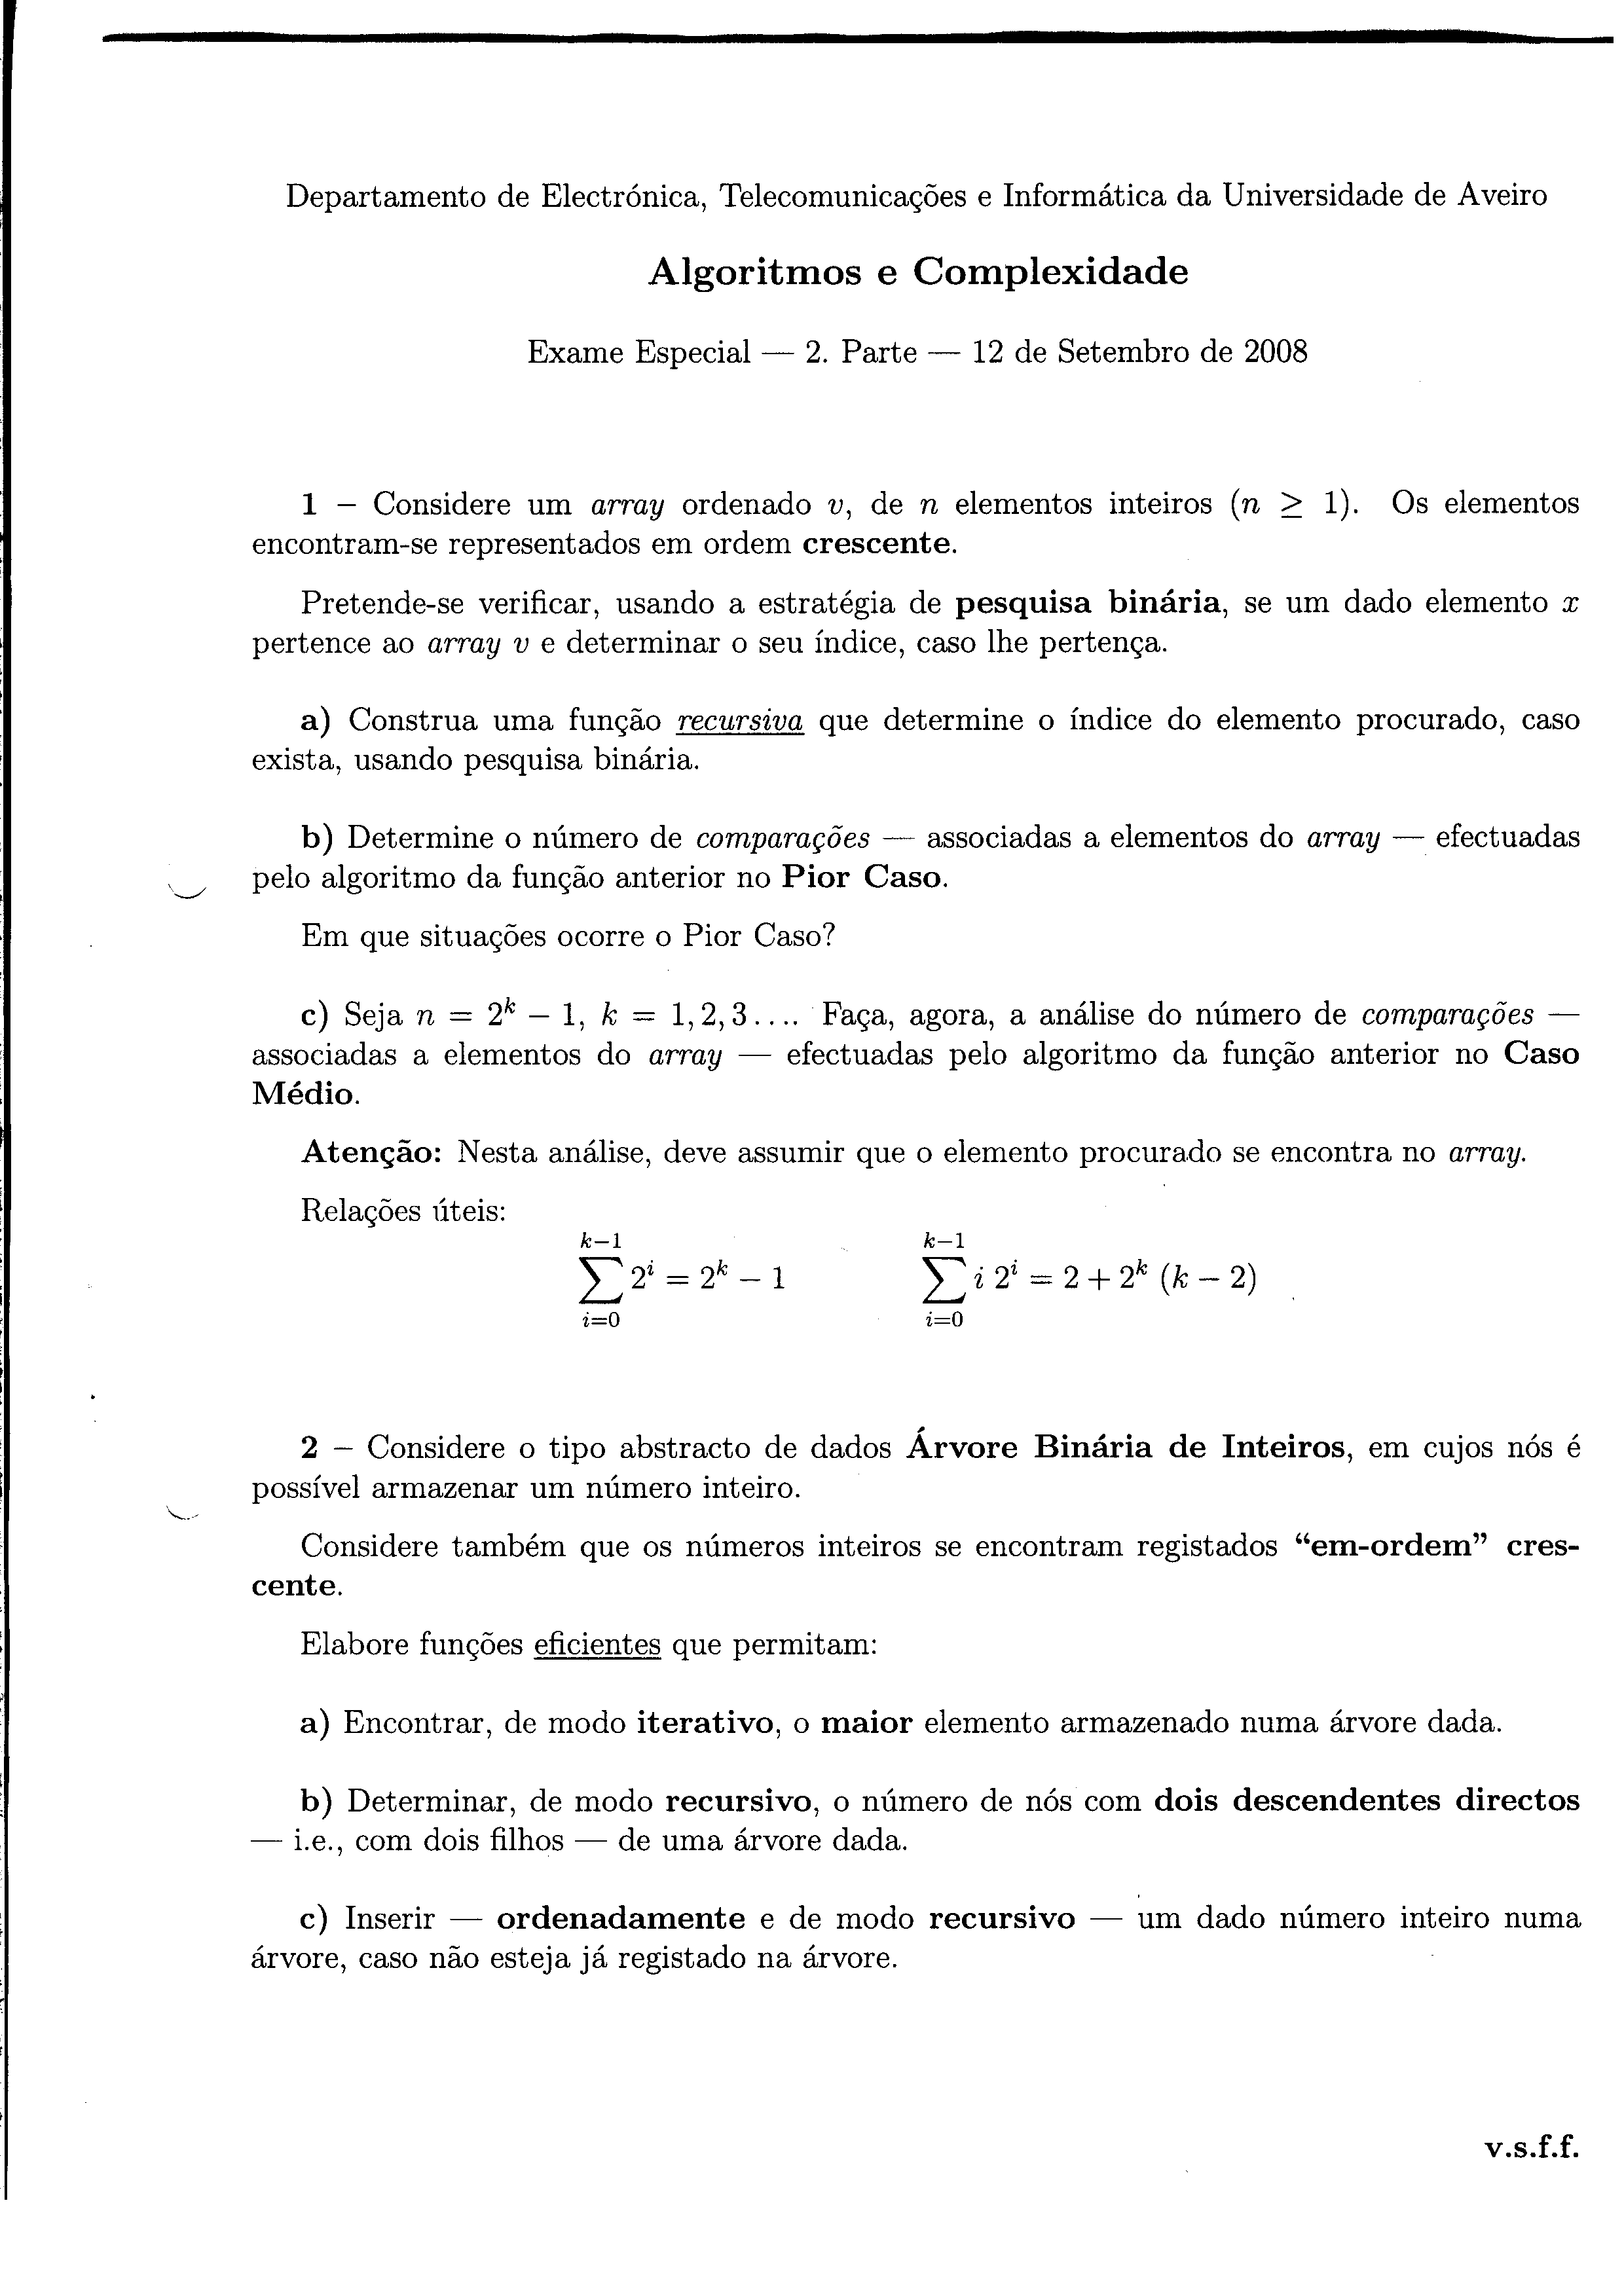 Departamento de Electrónica, Telecomunicações e Informática da Universidade de Aveiro
Algoritmos e Complexidade
Exame Especial — 2. Parte — 12 de Setembro de 2008
1 – Considere um array ordenado v, de n elementos inteiros (n ≥ 1). Os elementos
encontram-se representados em ordem crescente.
Pretende-se verificar, usando a estratégia de pesquisa binária, se um dado elemento x
pertence ao array v e determinar o seu índice, caso lhe pertença.
a) Construa uma função recursiva que determine o índice do elemento procurado, caso
exista, usando pesquisa binária.
b) Determine o número de comparações — associadas a elementos do array — efectuadas
pelo algoritmo da função anterior no Pior Caso.
Em que situações ocorre o Pior Caso?
c) Seja n = 2^k − 1, k = 1, 2, 3.... Faça, agora, a análise do número de comparações —
associadas a elementos do array — efectuadas pelo algoritmo da função anterior no Caso
Médio.
Atenção: Nesta análise, deve assumir que o elemento procurado se encontra no array.
Relações úteis:
∑_{i=0}^{k−1} 2^i = 2^k − 1 ∑_{i=0}^{k−1} i 2^i = 2 + 2^k (k − 2)
2 – Considere o tipo abstracto de dados Árvore Binária de Inteiros, em cujos nós é
possível armazenar um número inteiro.
Considere também que os números inteiros se encontram registados “em-ordem” cres-
cente.
Elabore funções eficientes que permitam:
a) Encontrar, de modo iterativo, o maior elemento armazenado numa árvore dada.
b) Determinar, de modo recursivo, o número de nós com dois descendentes directos
— i.e., com dois filhos — de uma árvore dada.
c) Inserir — ordenadamente e de modo recursivo — um dado número inteiro numa
árvore, caso não esteja já registado na árvore.
v.s.f.f.